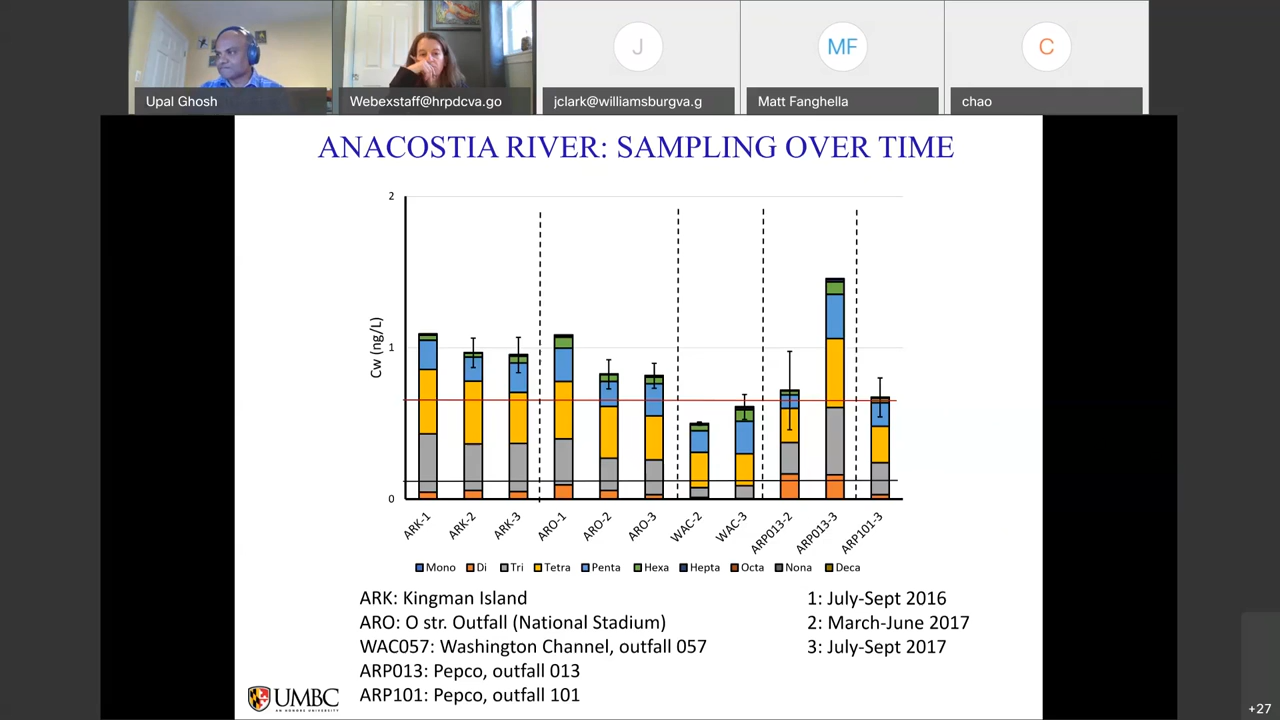 J
MF
C
Upal Ghosh
Webexstaff@hrpdcva.go
jclark@williamsburgva.g
Matt Fanghella
chao
ANACOSTIA RIVER: SAMPLING OVER TIME
2
1
0
Cw (ng/L)
ARK-1
ARK-2
ARK-3
ARO-1
ARO-2
ARO-3
WAC-2
WAC-3
ARP013-2
ARP013-3
ARP101-3
Mono Di Tri Tetra Penta Hexa Hepta Octa Nona Deca
ARK: Kingman Island
ARO: O str. Outfall (National Stadium)
WAC057: Washington Channel, outfall 057
ARP013: Pepco, outfall 013
ARP101: Pepco, outfall 101
1: July-Sept 2016
2: March-June 2017
3: July-Sept 2017
UMBC
+27